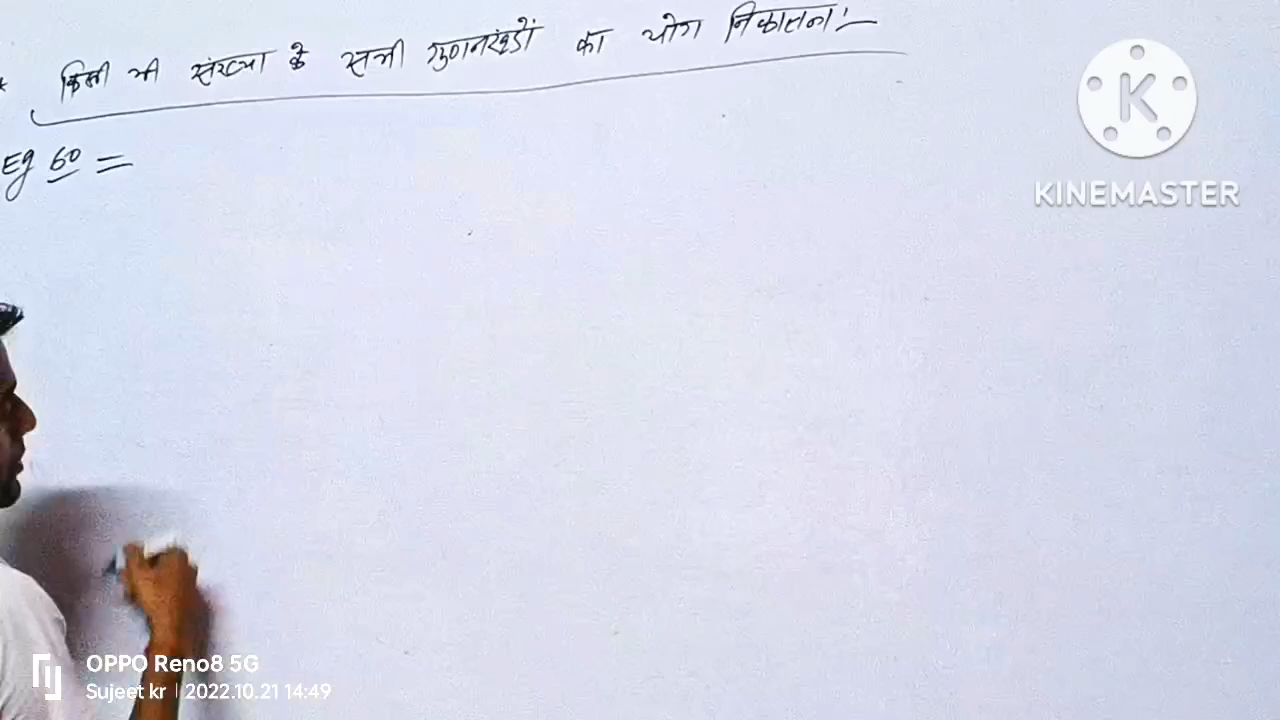 * किसी भी संख्या के सभी गुणनखंडों का योग निकालना:-
Eg 60 =
K
KINEMASTER
OPPO Reno8 5G
Sujeet kr | 2022.10.21 14:49